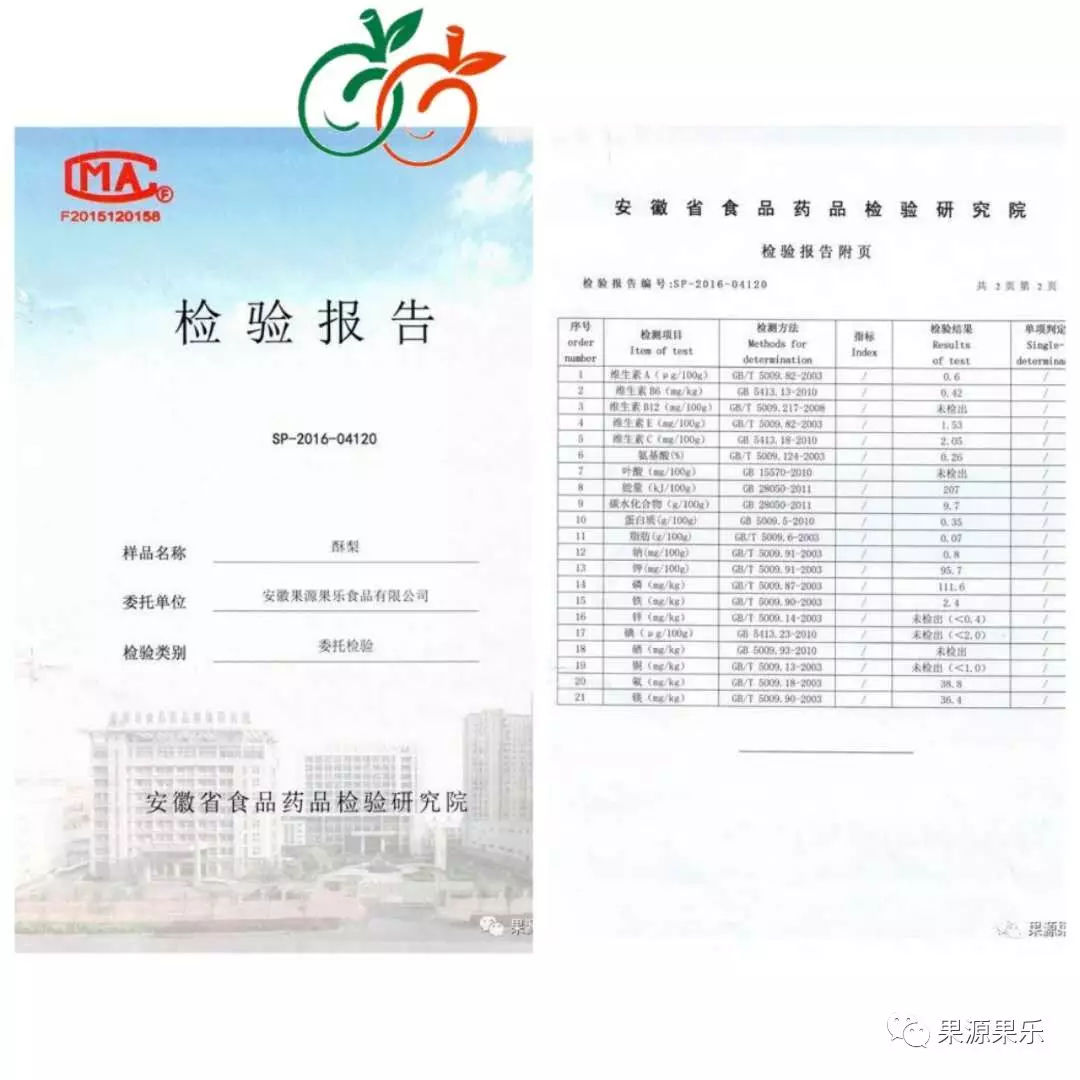 CMA
F
F2015120158
检验报告
SP-2016-04120
样品名称 酥梨
委托单位 安徽果源果乐食品有限公司
检验类别 委托检验
安徽省食品药品检验研究院
安徽省食品药品检验研究院
检验报告附页
检验报告编号:SP-2016-04120 共 2 页 第 2 页
序号 order number 检测项目 Item of test 检测方法 Methods for determination 指标 Index 检验结果 Results of test 单项判定 Single-
1 维生素 A（μg/100g） GB/T 5009.82-2003 / 0.6 /
2 维生素 B6（mg/kg） GB 5413.13-2010 / 0.42 /
3 维生素 B12（mg/100g） GB/T 5009.217-2008 / 未检出 /
4 维生素 E（mg/100g） GB/T 5009.82-2003 / 1.53 /
5 维生素 C（mg/100g） GB 5413.18-2010 / 2.05 /
6 氨基酸(%) GB/T 5009.124-2003 / 0.26 /
7 叶酸（mg/100g） GB 15570-2010 / 未检出 /
8 能量（kJ/100g） GB 28050-2011 / 207 /
9 碳水化合物（g/100g） GB 28050-2011 / 9.7 /
10 蛋白质(g/100g) GB 5009.5-2010 / 0.35 /
11 脂肪(g/100g) GB/T 5009.6-2003 / 0.07 /
12 钠(mg/100g) GB/T 5009.91-2003 / 0.8 /
13 钾(mg/100g) GB/T 5009.91-2003 / 95.7 /
14 磷（mg/kg） GB/T 5009.87-2003 / 111.6 /
15 铁（mg/kg） GB/T 5009.90-2003 / 2.4 /
16 锌（mg/kg） GB/T 5009.14-2003 / 未检出（<0.4） /
17 碘（μg/100g） GB 5413.23-2010 / 未检出（<2.0） /
18 硒（mg/kg） GB 5009.93-2010 / 未检出 /
19 铜（mg/kg） GB/T 5009.13-2003 / 未检出（<1.0） /
20 氟（mg/kg） GB/T 5009.18-2003 / 38.8 /
21 镁（mg/kg） GB/T 5009.90-2003 / 36.4 /
果源果乐